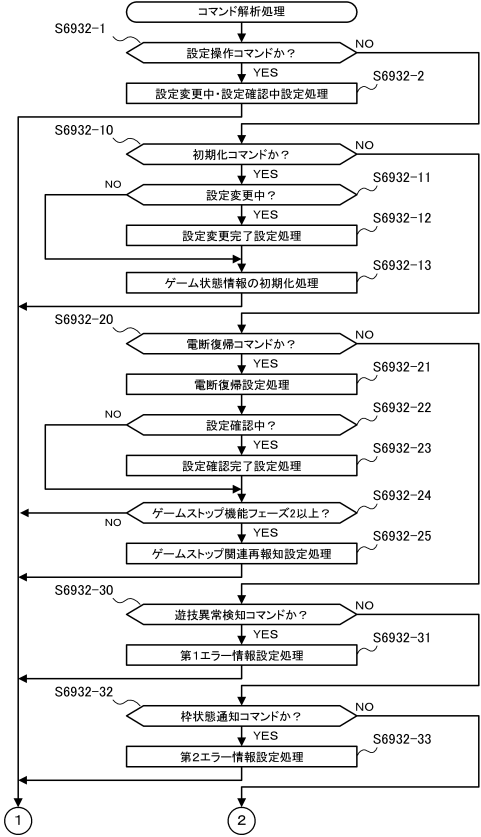 コマンド解析処理
S6932-1
設定操作コマンドか？
NO
YES
S6932-2
設定変更中・設定確認中設定処理
S6932-10
初期化コマンドか？
NO
YES
S6932-11
NO
設定変更中？
YES
S6932-12
設定変更完了設定処理
S6932-13
ゲーム状態情報の初期化処理
S6932-20
電断復帰コマンドか？
NO
YES
S6932-21
電断復帰設定処理
S6932-22
NO
設定確認中？
YES
S6932-23
設定確認完了設定処理
S6932-24
ゲームストップ機能フェーズ2以上？
NO
YES
S6932-25
ゲームストップ関連再報知設定処理
S6932-30
遊技異常検知コマンドか？
NO
YES
S6932-31
第1エラー情報設定処理
S6932-32
枠状態通知コマンドか？
NO
YES
S6932-33
第2エラー情報設定処理
1
2